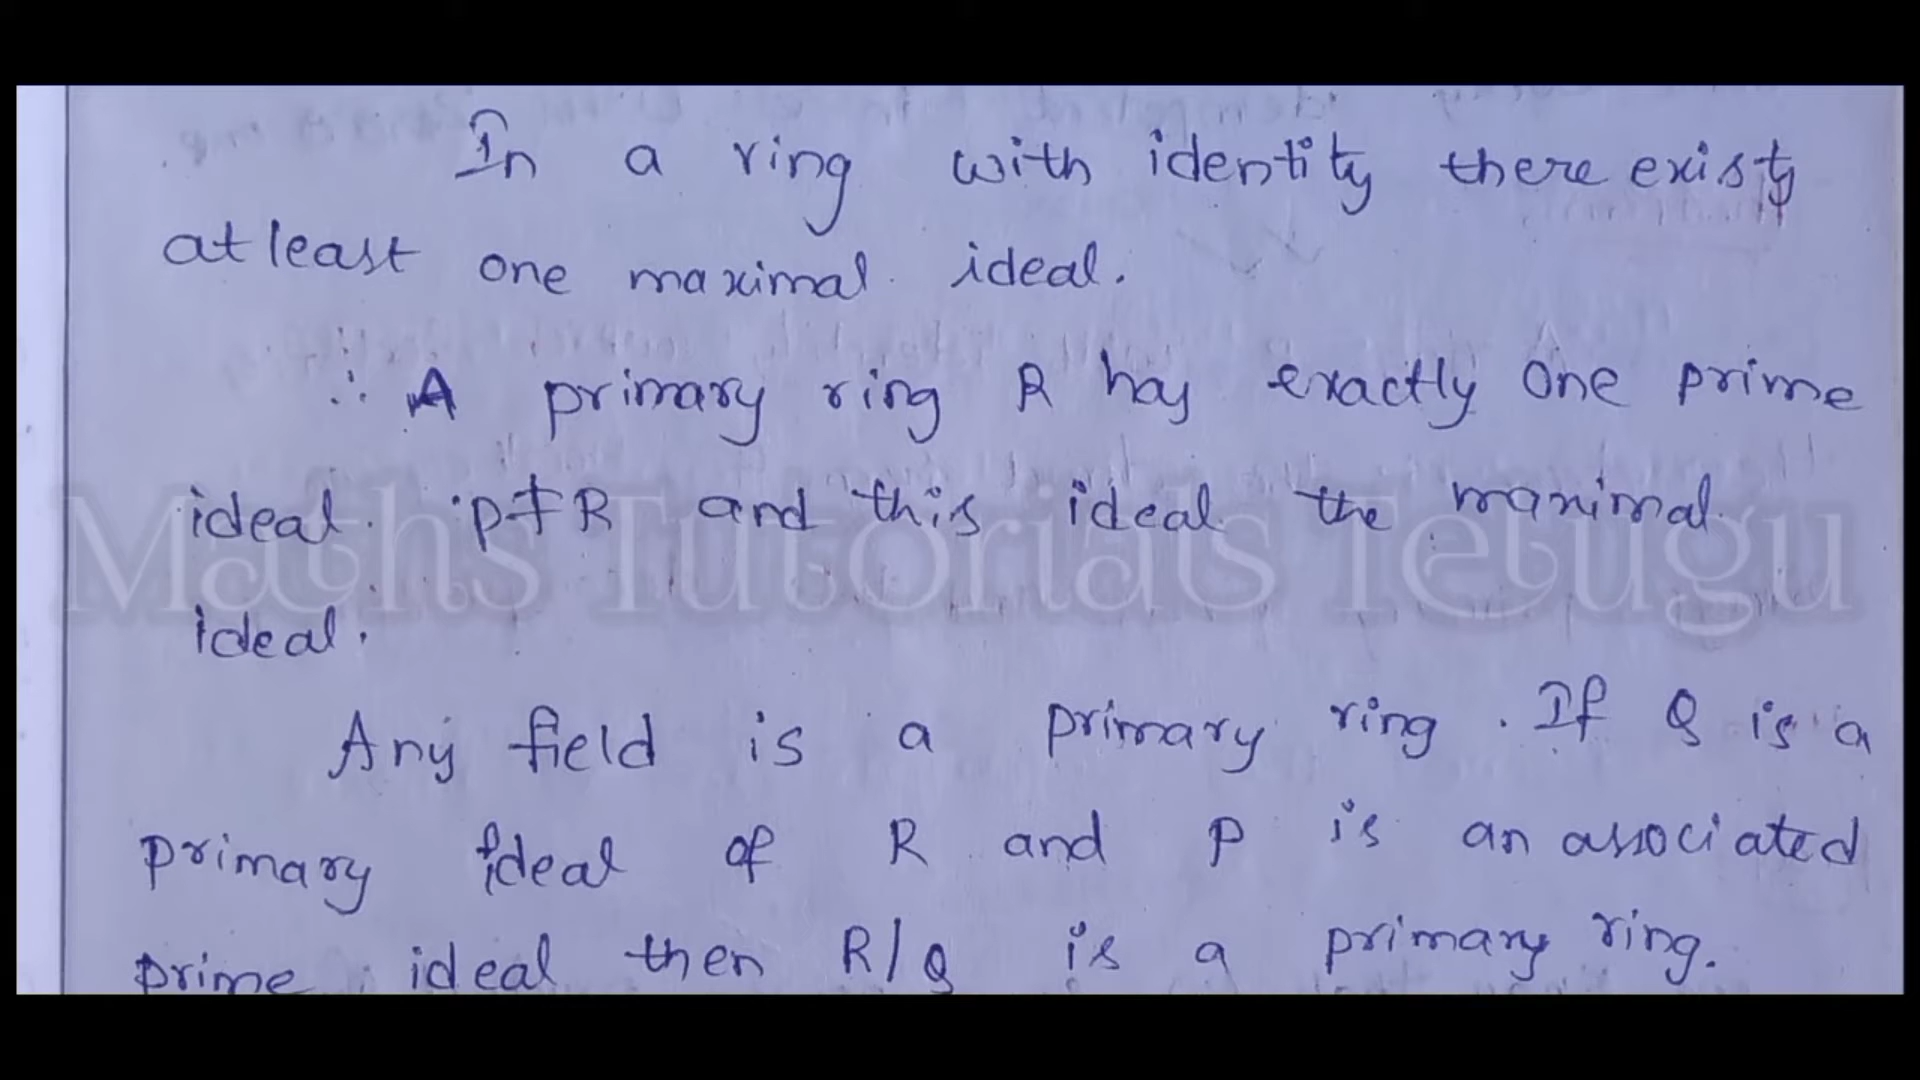 In a ring with identity there exists
atleast one maximal ideal.
∴ A primary ring R has exactly one prime
ideal p≠R and this ideal the maximal
ideal.
Any field is a primary ring. If Q is a
primary ideal of R and P is an associated
prime ideal then R/Q is a primary ring.
Maths Tutorials Telugu